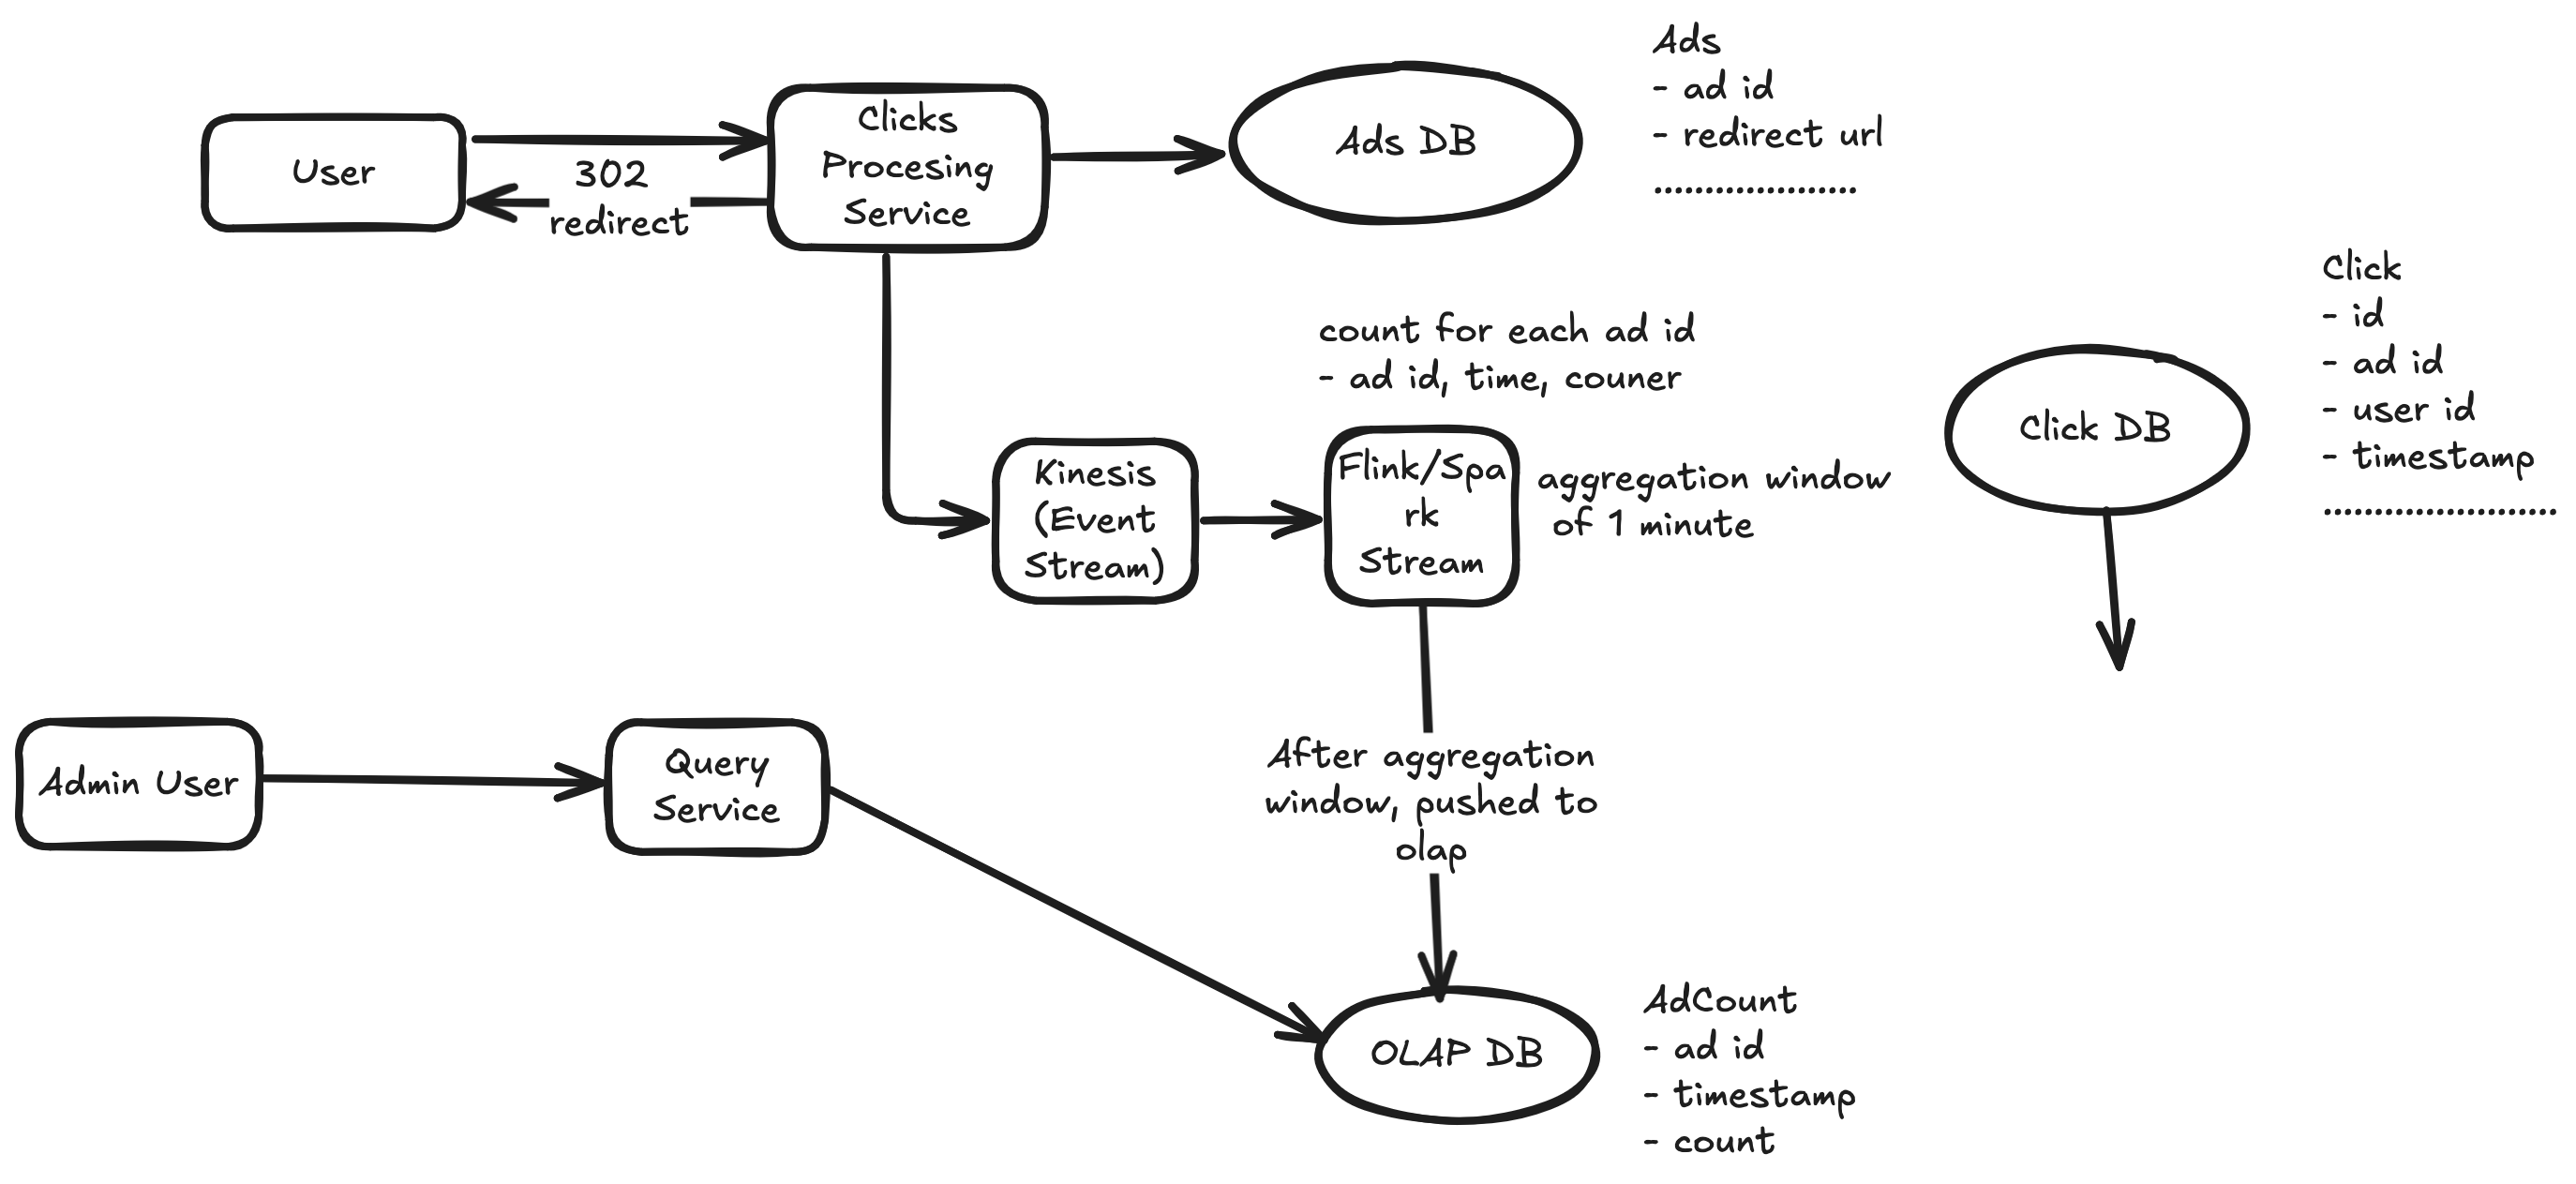 Ads
- ad id
- redirect url
....................
User
302
redirect
Clicks
Procesing
Service
Ads DB
Click
- id
- ad id
- user id
- timestamp
.......................
count for each ad id
- ad id, time, couner
Click DB
Kinesis
(Event
Stream)
Flink/Spa
rk
Stream
aggregation window
of 1 minute
Admin User
Query
Service
After aggregation
window, pushed to
olap
OLAP DB
AdCount
- ad id
- timestamp
- count